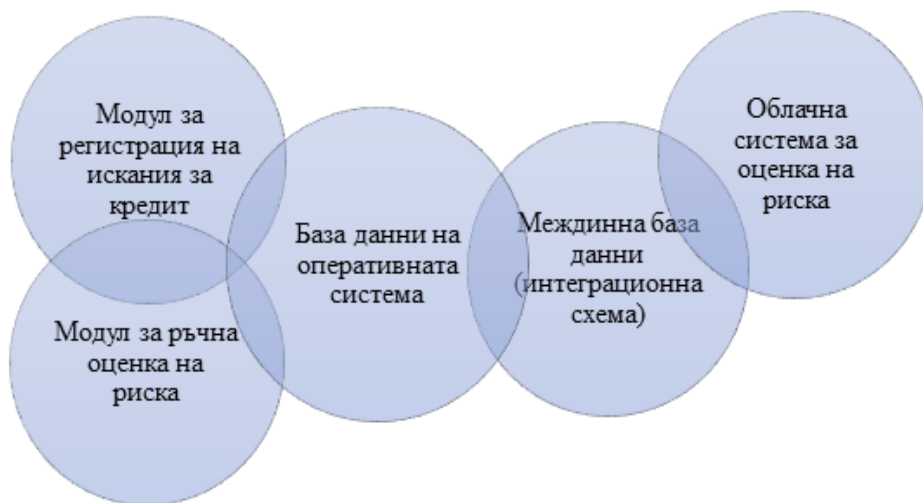 Модул за
регистрация на
искания за
кредит
Модул за ръчна
оценка на
риска
База данни на
оперативната
система
Междинна база
данни
(интеграционна
схема)
Облачна
система за
оценка на
риска